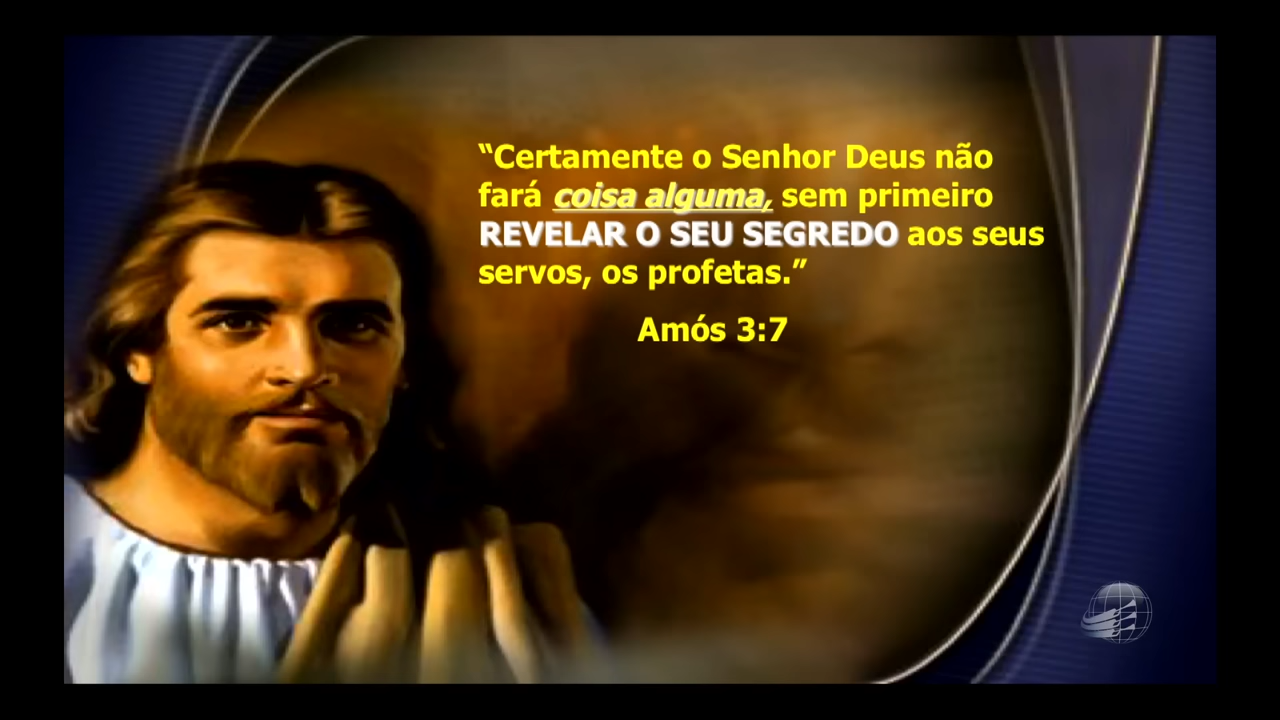 “Certamente o Senhor Deus não
fará coisa alguma, sem primeiro
REVELAR O SEU SEGREDO aos seus
servos, os profetas.”
Amós 3:7